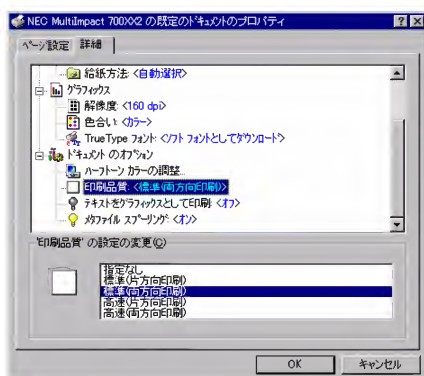 NEC MultiImpact 700XX2 の既定のドキュメントのプロパティ
ページ設定 詳細
給紙方法: <自動選択>
グラフィックス
解像度: <160 dpi>
色合い: <カラー>
TrueType フォント: <ソフト フォントとしてダウンロード>
ドキュメント のオプション
ハーフトーン カラーの調整...
印刷品質: <標準(両方向印刷)>
テキストをグラフィックスとして印刷: <オフ>
メタファイル スプーリング: <オン>
'印刷品質' の設定の変更(C)
指定なし
標準(片方向印刷)
標準(両方向印刷)
高速(片方向印刷)
高速(両方向印刷)
OK キャンセル